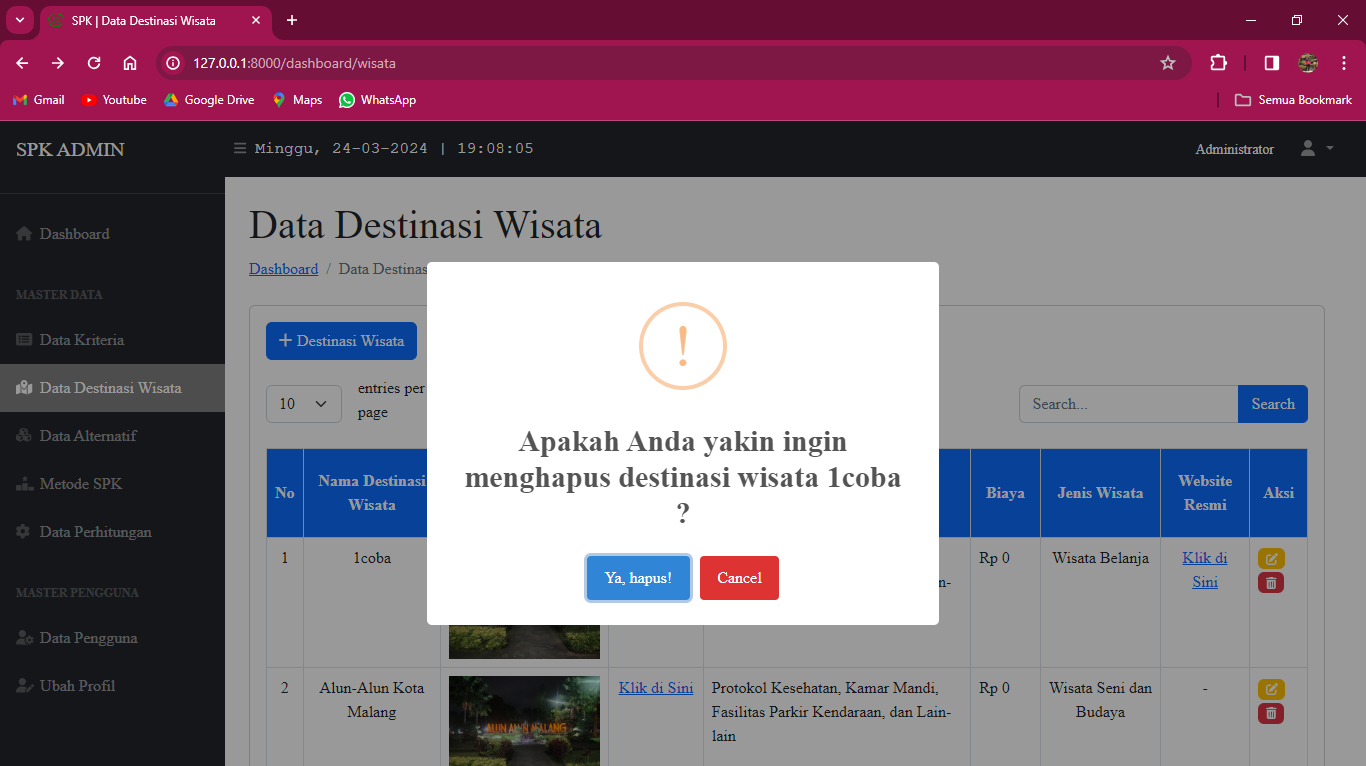 SPK | Data Destinasi Wisata
127.0.0.1:8000/dashboard/wisata
Gmail
Youtube
Google Drive
Maps
WhatsApp
Semua Bookmark
SPK ADMIN
Minggu, 24-03-2024 | 19:08:05
Administrator
Dashboard
MASTER DATA
Data Kriteria
Data Destinasi Wisata
Data Alternatif
Metode SPK
Data Perhitungan
MASTER PENGGUNA
Data Pengguna
Ubah Profil
Data Destinasi Wisata
Dashboard / Data Destinas
+ Destinasi Wisata
10
entries per
page
Search...
Search
!
Apakah Anda yakin ingin
menghapus destinasi wisata 1coba
?
Ya, hapus!
Cancel
No
Nama Destinasi
Wisata
Biaya
Jenis Wisata
Website
Resmi
Aksi
1
1coba
n-
Rp 0
Wisata Belanja
Klik di
Sini
2
Alun-Alun Kota
Malang
ALUN ALUN MALANG
Klik di Sini
Protokol Kesehatan, Kamar Mandi,
Fasilitas Parkir Kendaraan, dan Lain-
lain
Rp 0
Wisata Seni dan
Budaya
-